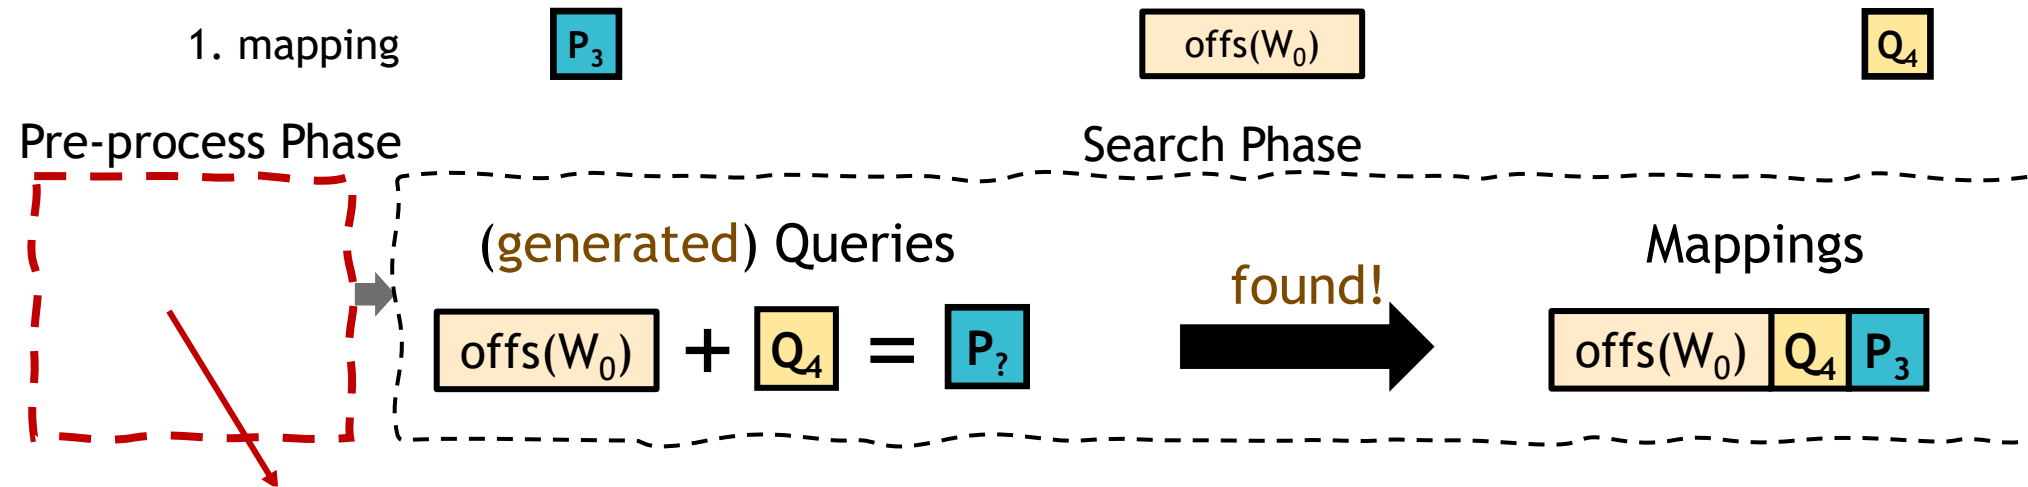 1. mapping P₃ offs(W₀) Q₄
Pre-process Phase Search Phase
(generated) Queries Mappings
found!
offs(W₀) + Q₄ = P? offs(W₀) Q₄ P₃